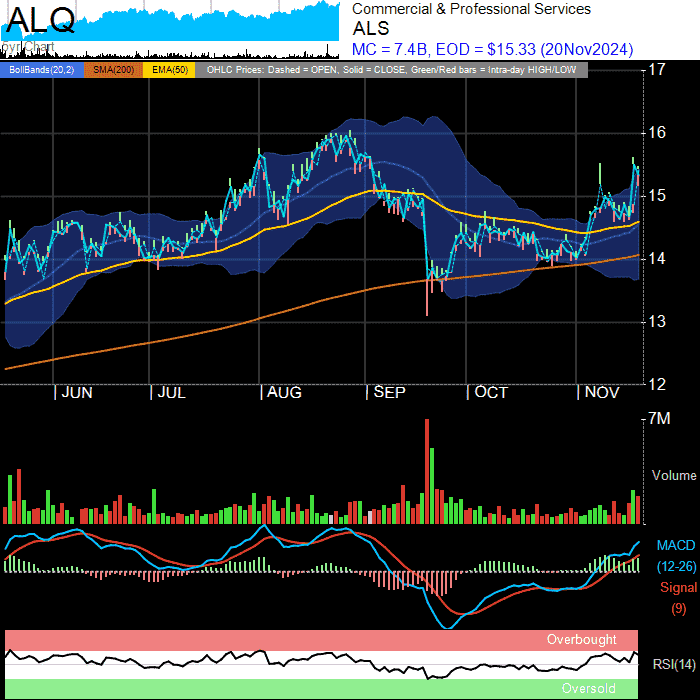 ALQ
Commercial & Professional Services
ALS
MC = 7.4B, EOD = $15.33 (20Nov2024)
BollBands(20,2) SMA(200) EMA(50) OHLC Prices: Dashed = OPEN, Solid = CLOSE, Green/Red bars = Intra-day HIGH/LOW
17
16
15
14
13
12
| JUN | JUL | AUG | SEP | OCT | NOV
7M
Volume
MACD
(12-26)
Signal
(9)
Overbought
RSI(14)
Oversold